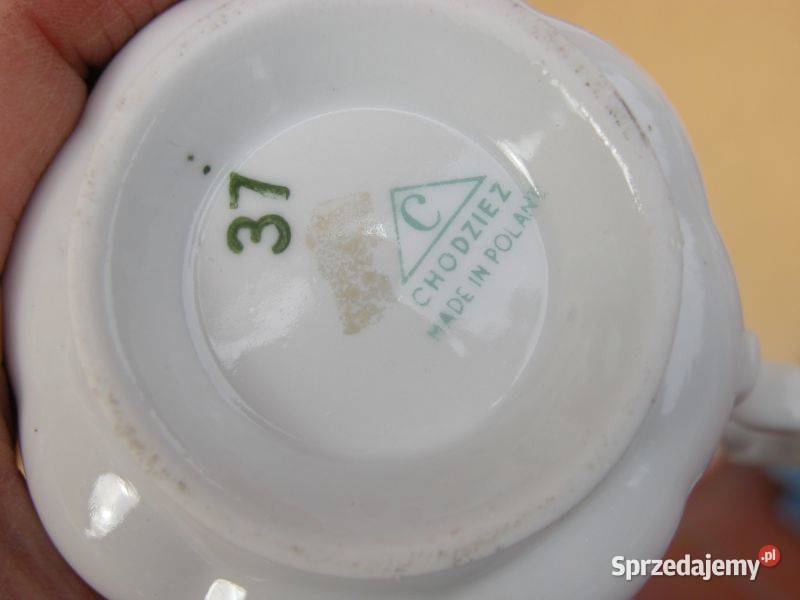 37
C
CHODZIEZ
MADE IN POLAND
Sprzedajemy.pl